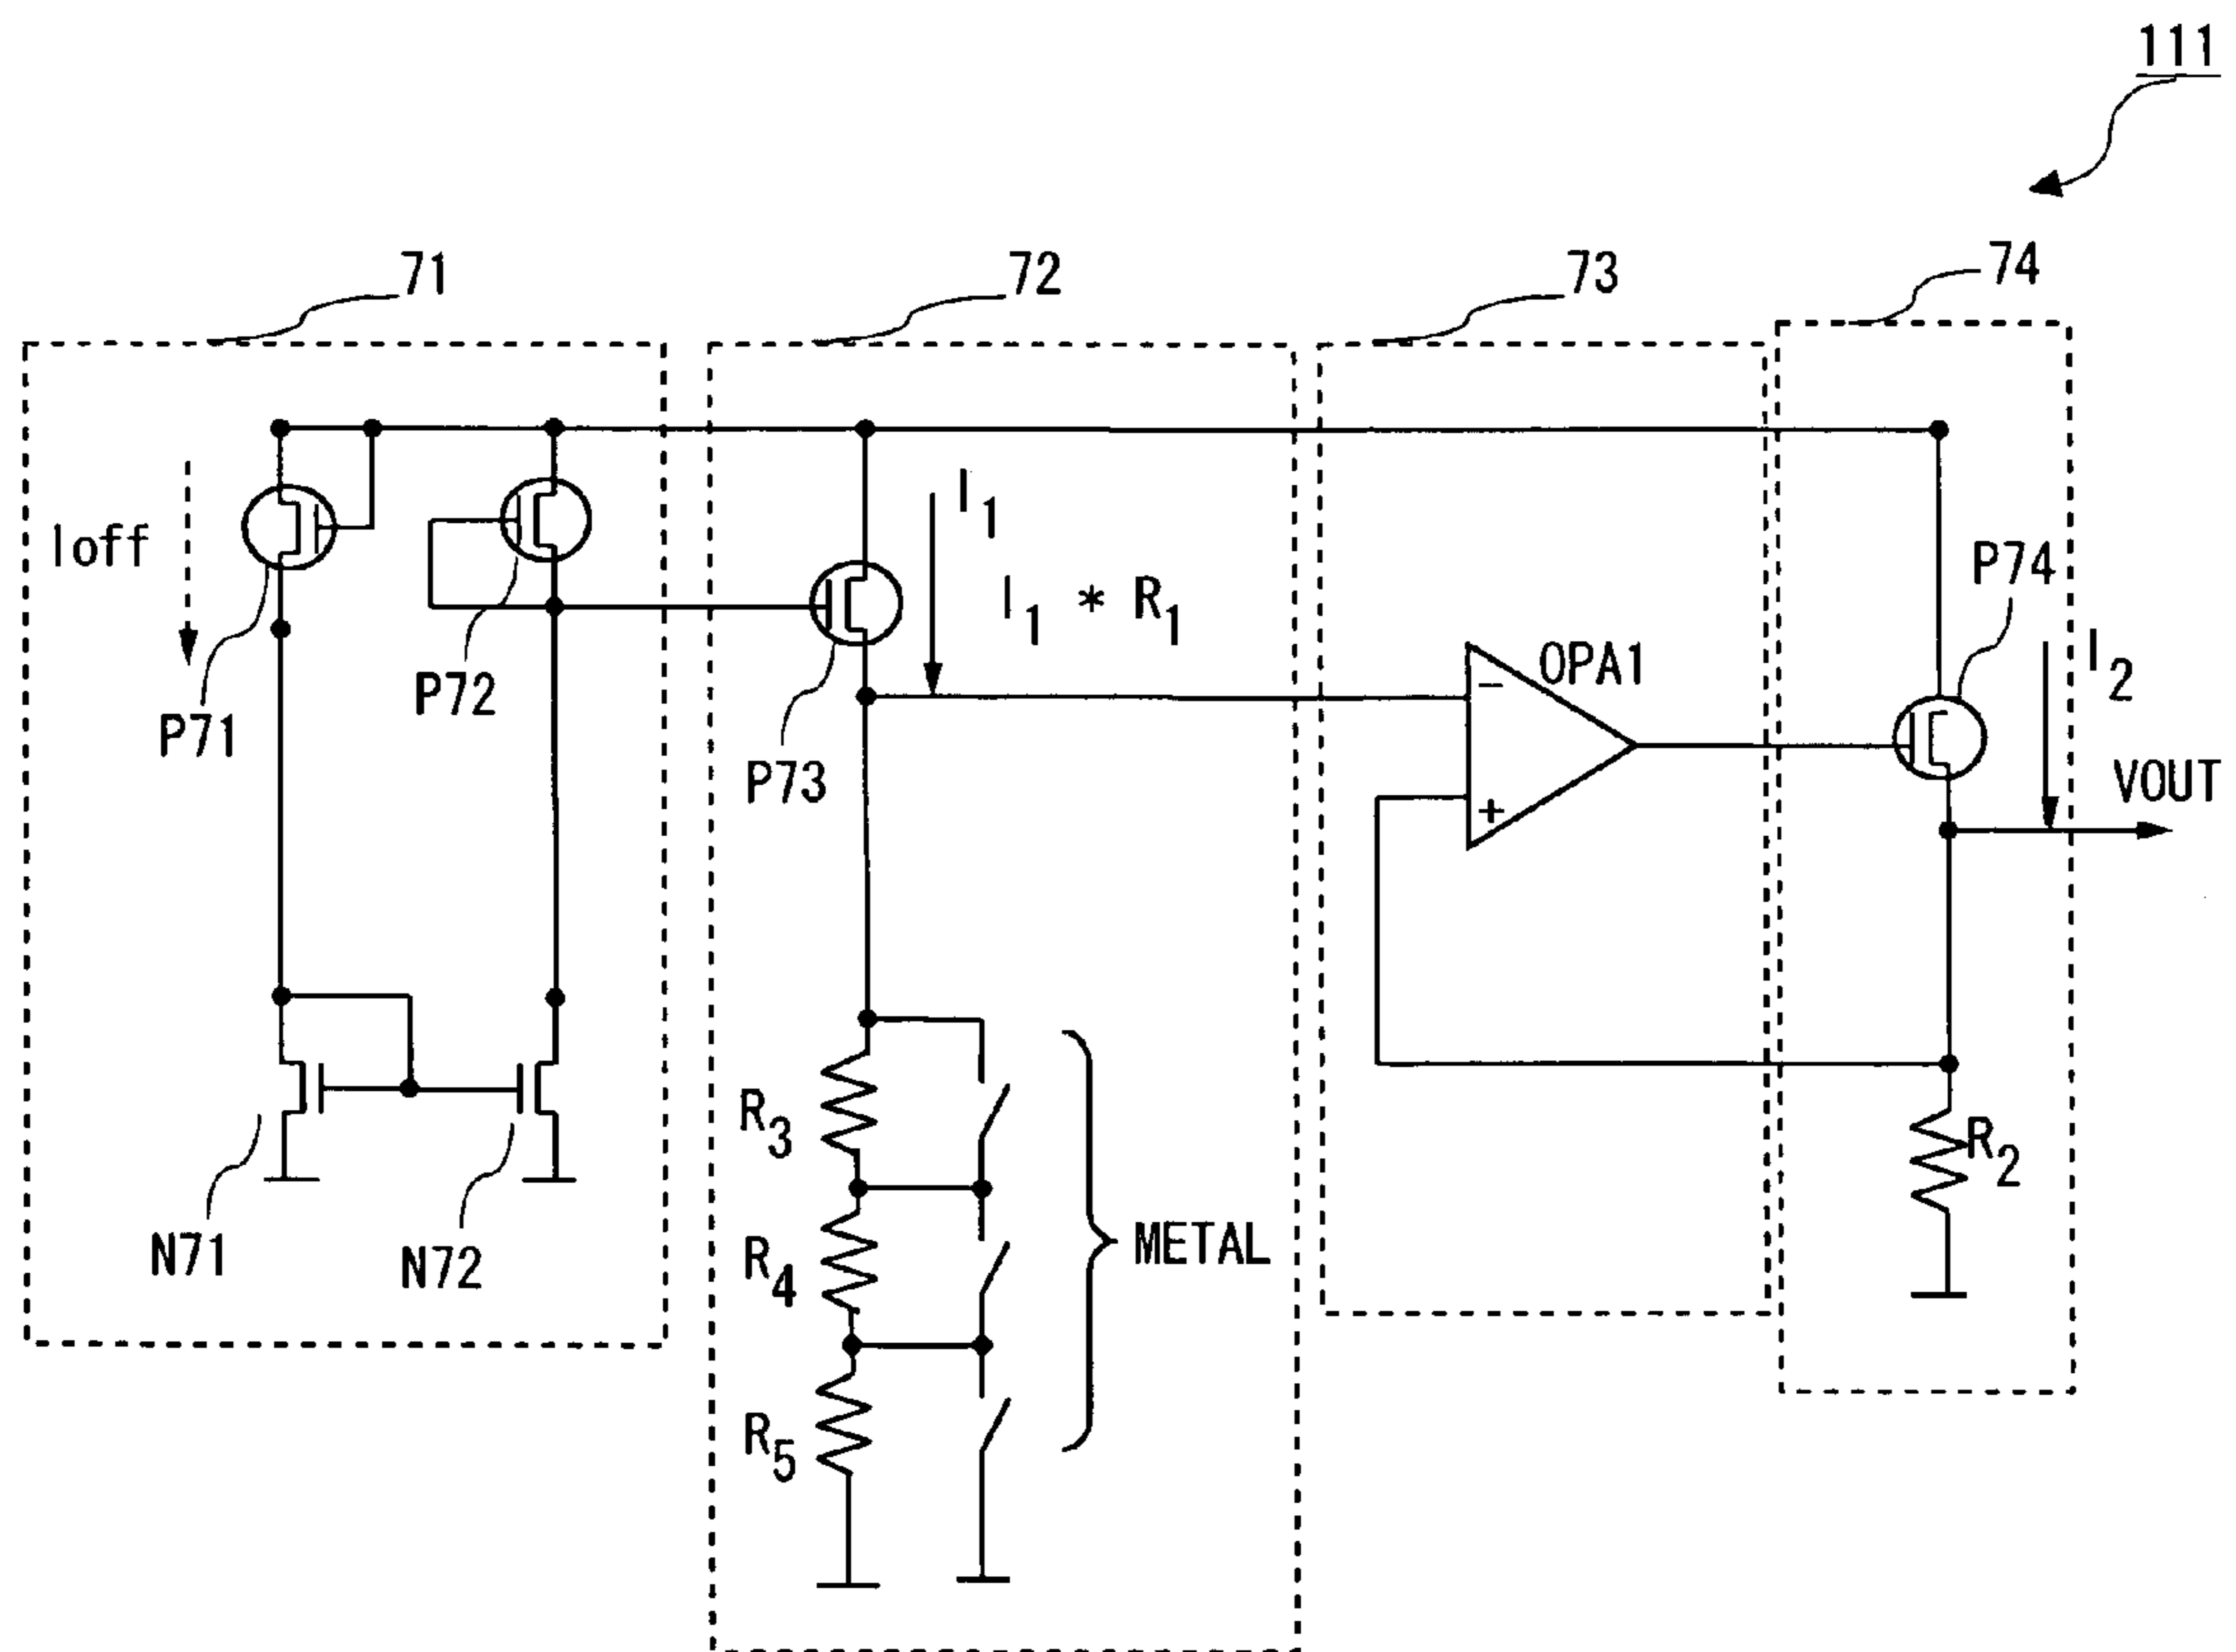 111
71
72
73
74
Ioff
I1
I1 * R1
P71
P72
P73
OPA1
P74
I2
VOUT
-
+
N71
N72
R3
R4
R5
METAL
R2